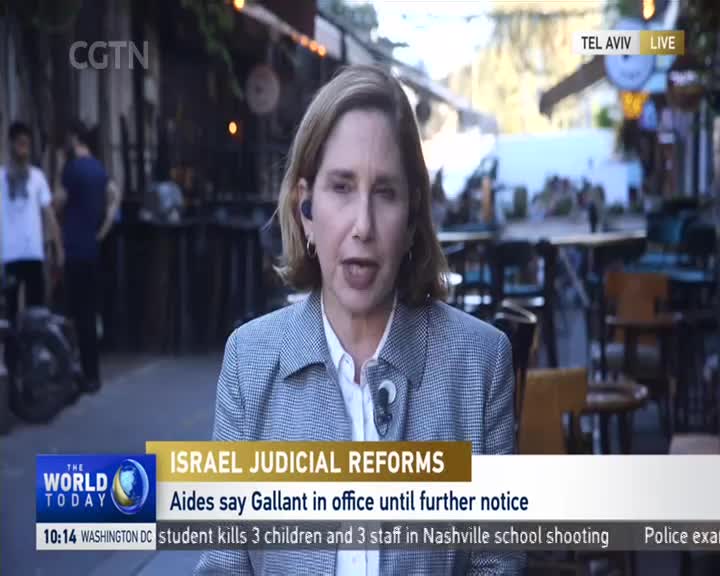 CGTN
TEL AVIV LIVE
ISRAEL JUDICIAL REFORMS
THE WORLD TODAY
Aides say Gallant in office until further notice
10:14 WASHINGTON DC student kills 3 children and 3 staff in Nashville school shooting Police exa